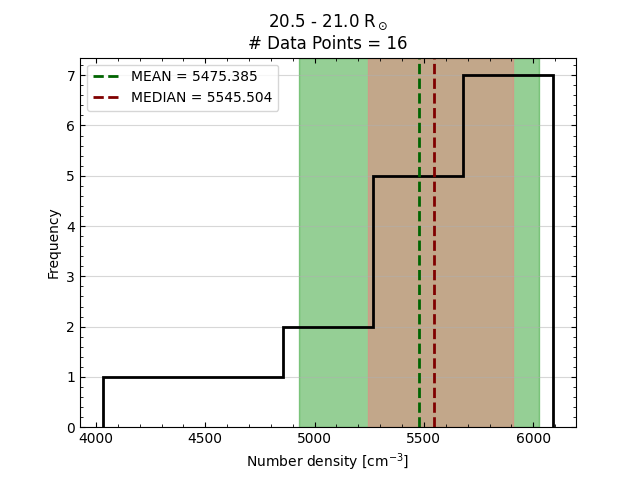 20.5 - 21.0 R⊙
# Data Points = 16
MEAN = 5475.385
MEDIAN = 5545.504
7
6
5
4
3
2
1
0
Frequency
4000 4500 5000 5500 6000
Number density [cm⁻³]